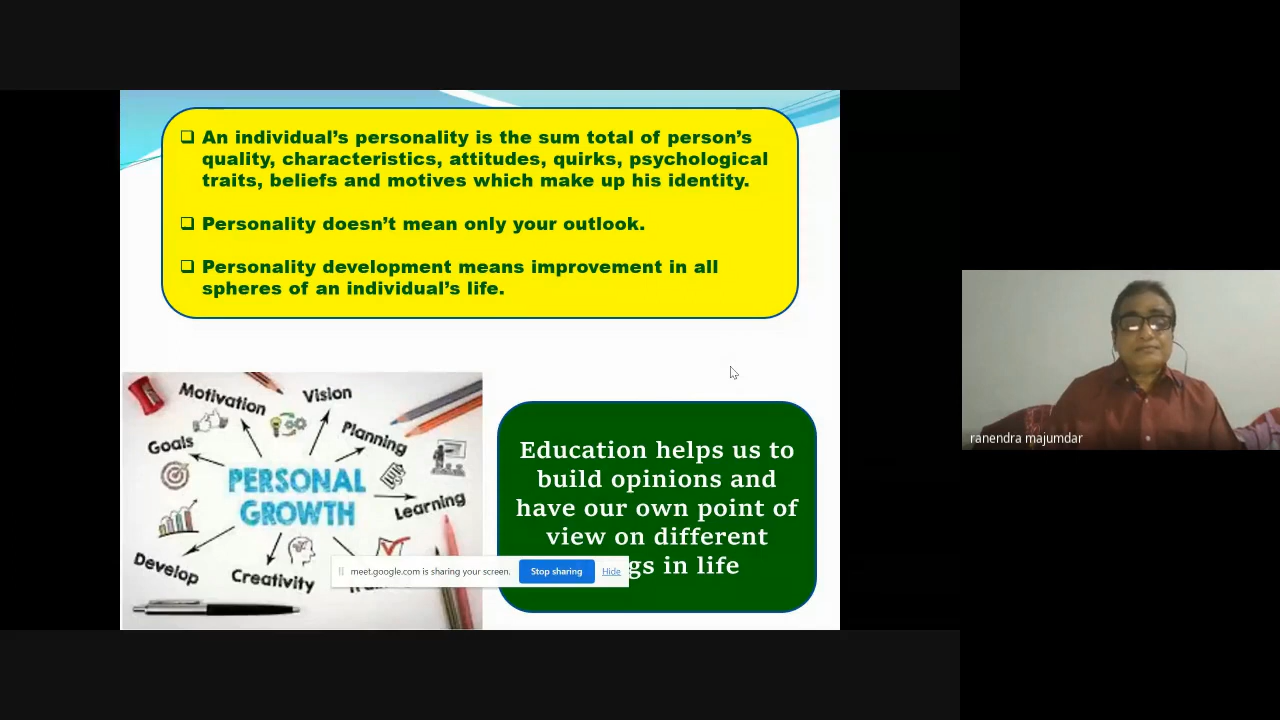 ❑ An individual’s personality is the sum total of person’s
quality, characteristics, attitudes, quirks, psychological
traits, beliefs and motives which make up his identity.
❑ Personality doesn’t mean only your outlook.
❑ Personality development means improvement in all
spheres of an individual’s life.
Motivation
Vision
Goals
Planning
PERSONAL
GROWTH
Learning
Develop
Creativity
Education helps us to
build opinions and
have our own point of
view on different
in life
meet.google.com is sharing your screen.
Stop sharing
Hide
ranendra majumdar